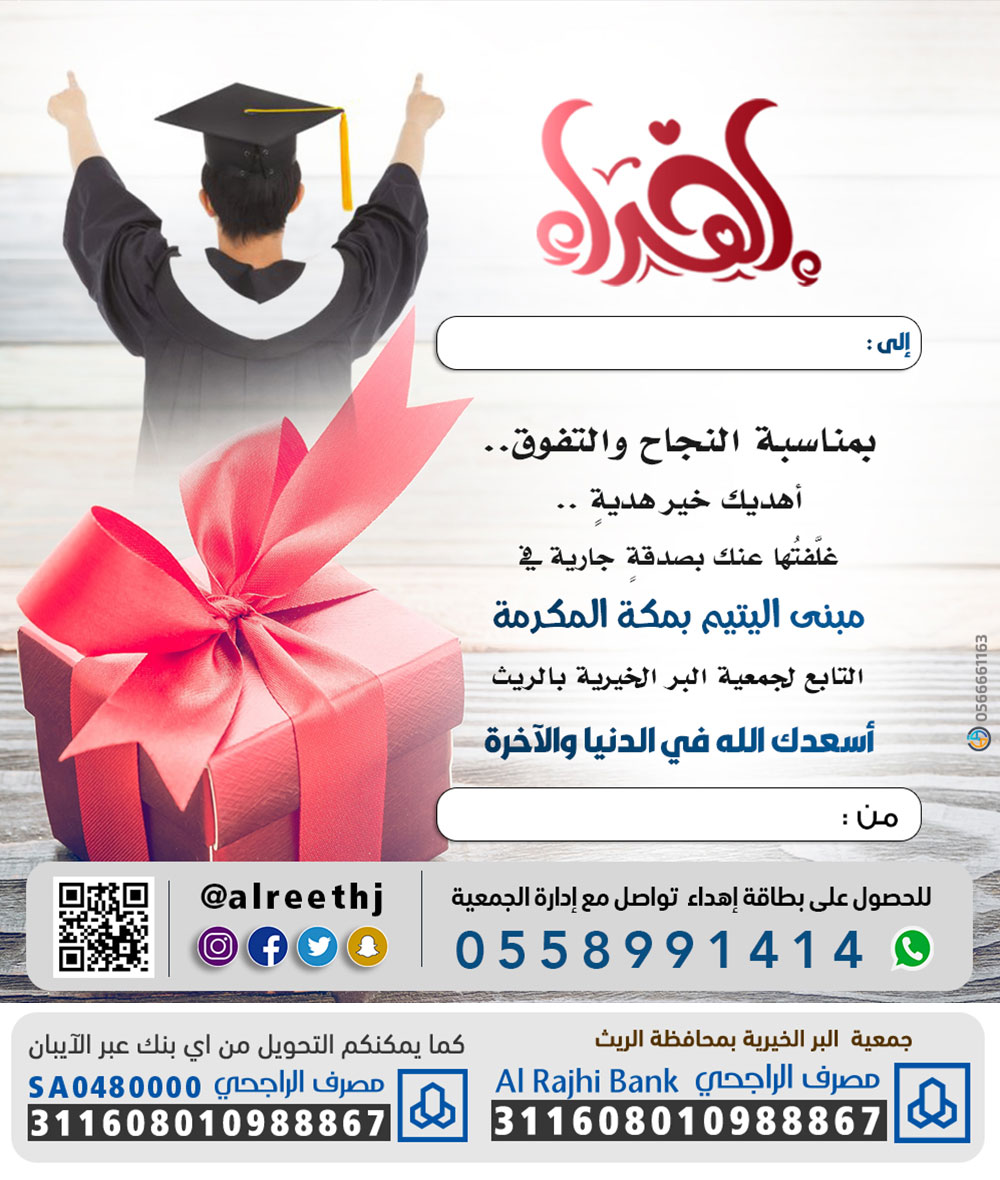 إهداء
إلى :
بمناسبة النجاح والتفوق..
أهديك خير هديةٍ ..
غلَّفتُها عنك بصدقةٍ جارية في
مبنى اليتيم بمكة المكرمة
التابع لجمعية البر الخيرية بالريث
أسعدك الله في الدنيا والآخرة
من :
0566661163
للحصول على بطاقة إهداء تواصل مع إدارة الجمعية
0558991414
@alreethj
جمعية البر الخيرية بمحافظة الريث
مصرف الراجحي Al Rajhi Bank
311608010988867
كما يمكنكم التحويل من اي بنك عبر الآيبان
مصرف الراجحي SA0480000
311608010988867